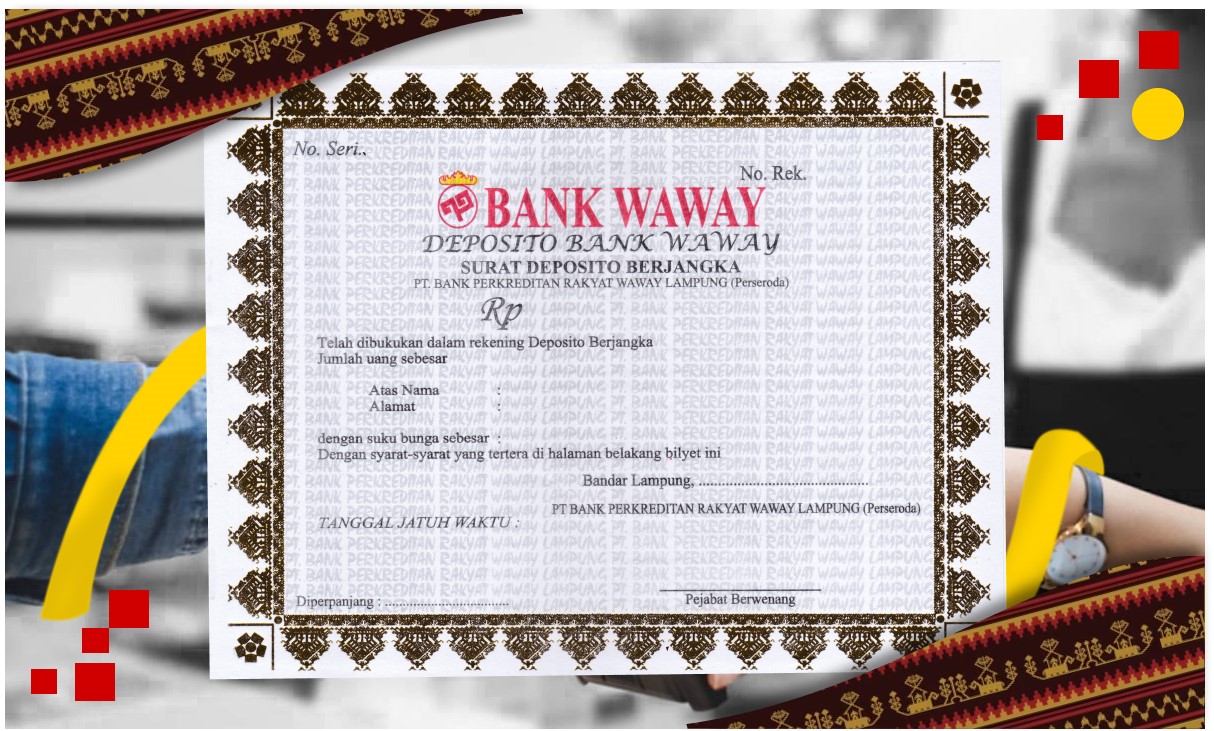 No. Seri..
No. Rek.
BANK WAWAY
DEPOSITO BANK WAWAY
SURAT DEPOSITO BERJANGKA
PT. BANK PERKREDITAN RAKYAT WAWAY LAMPUNG (Perseroda)
Rp
Telah dibukukan dalam rekening Deposito Berjangka
Jumlah uang sebesar
Atas Nama :
Alamat :
dengan suku bunga sebesar :
Dengan syarat-syarat yang tertera di halaman belakang bilyet ini
Bandar Lampung, ............................................
PT BANK PERKREDITAN RAKYAT WAWAY LAMPUNG (Perseroda)
TANGGAL JATUH WAKTU :
Diperpanjang : .................................
Pejabat Berwenang